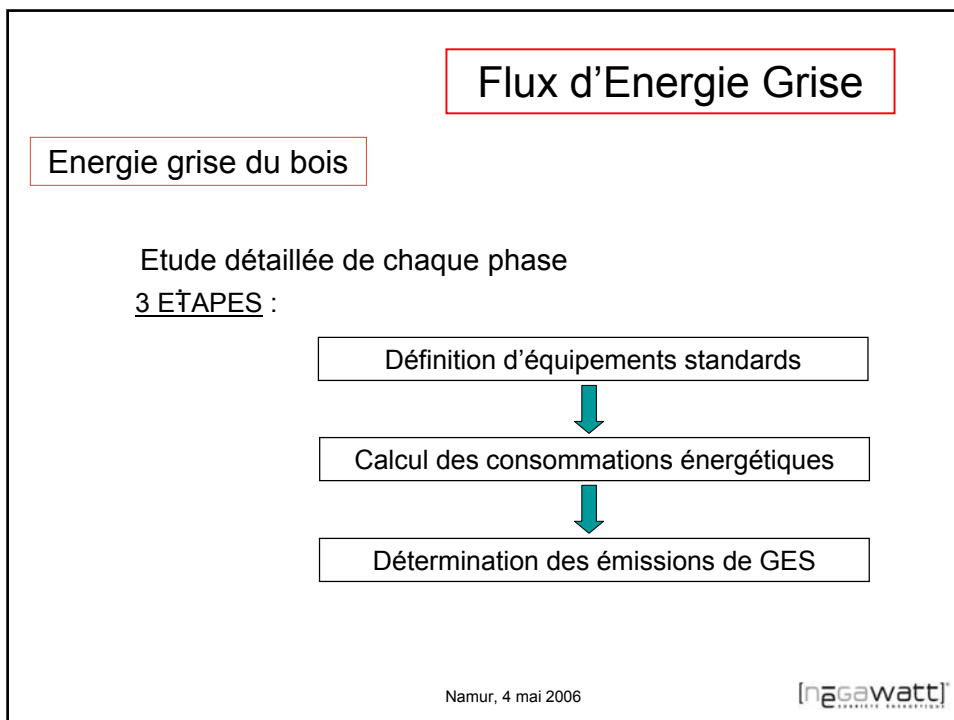 Flux d’Energie Grise
Energie grise du bois
Etude détaillée de chaque phase
:
3 ETAPES :
Définition d’équipements standards
Calcul des consommations énergétiques
Détermination des émissions de GES
Namur, 4 mai 2006
[négawatt]